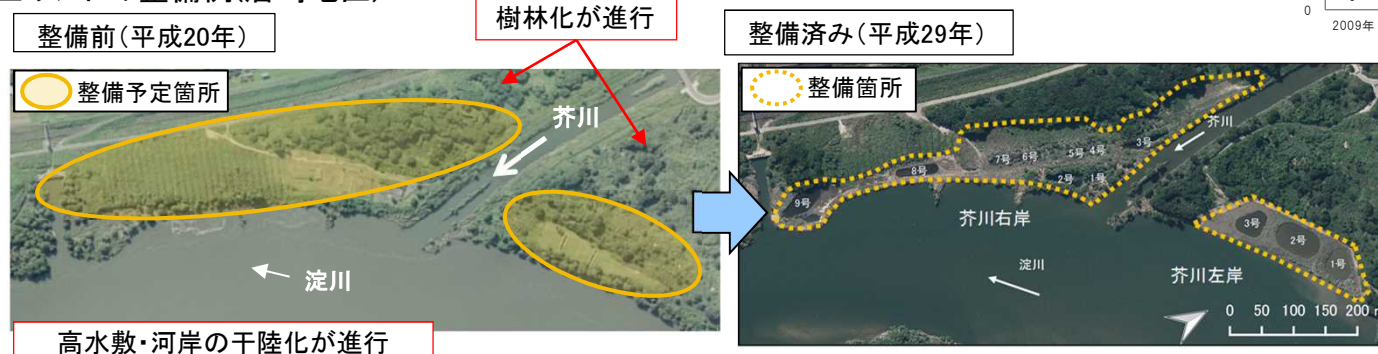 整備前(平成20年)
樹林化が進行
整備済み(平成29年)
0
2009年
整備予定箇所
芥川
淀川
高水敷・河岸の干陸化が進行
整備箇所
芥川
3号
4号
5号
6号
7号
8号
9号
2号
1号
芥川右岸
淀川
芥川左岸
3号
2号
1号
0 50 100 150 200 m